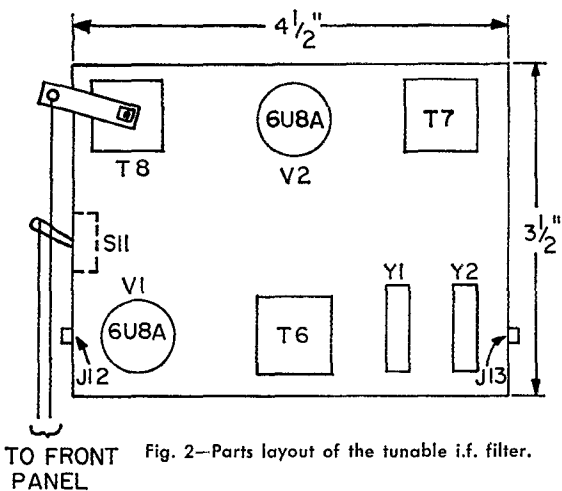 4 1/2"
6U8A
T7
T8
V2
3 1/2"
S11
Y1 Y2
V1
6U8A
T6
J12
J13
TO FRONT
PANEL
Fig. 2—Parts layout of the tunable i.f. filter.